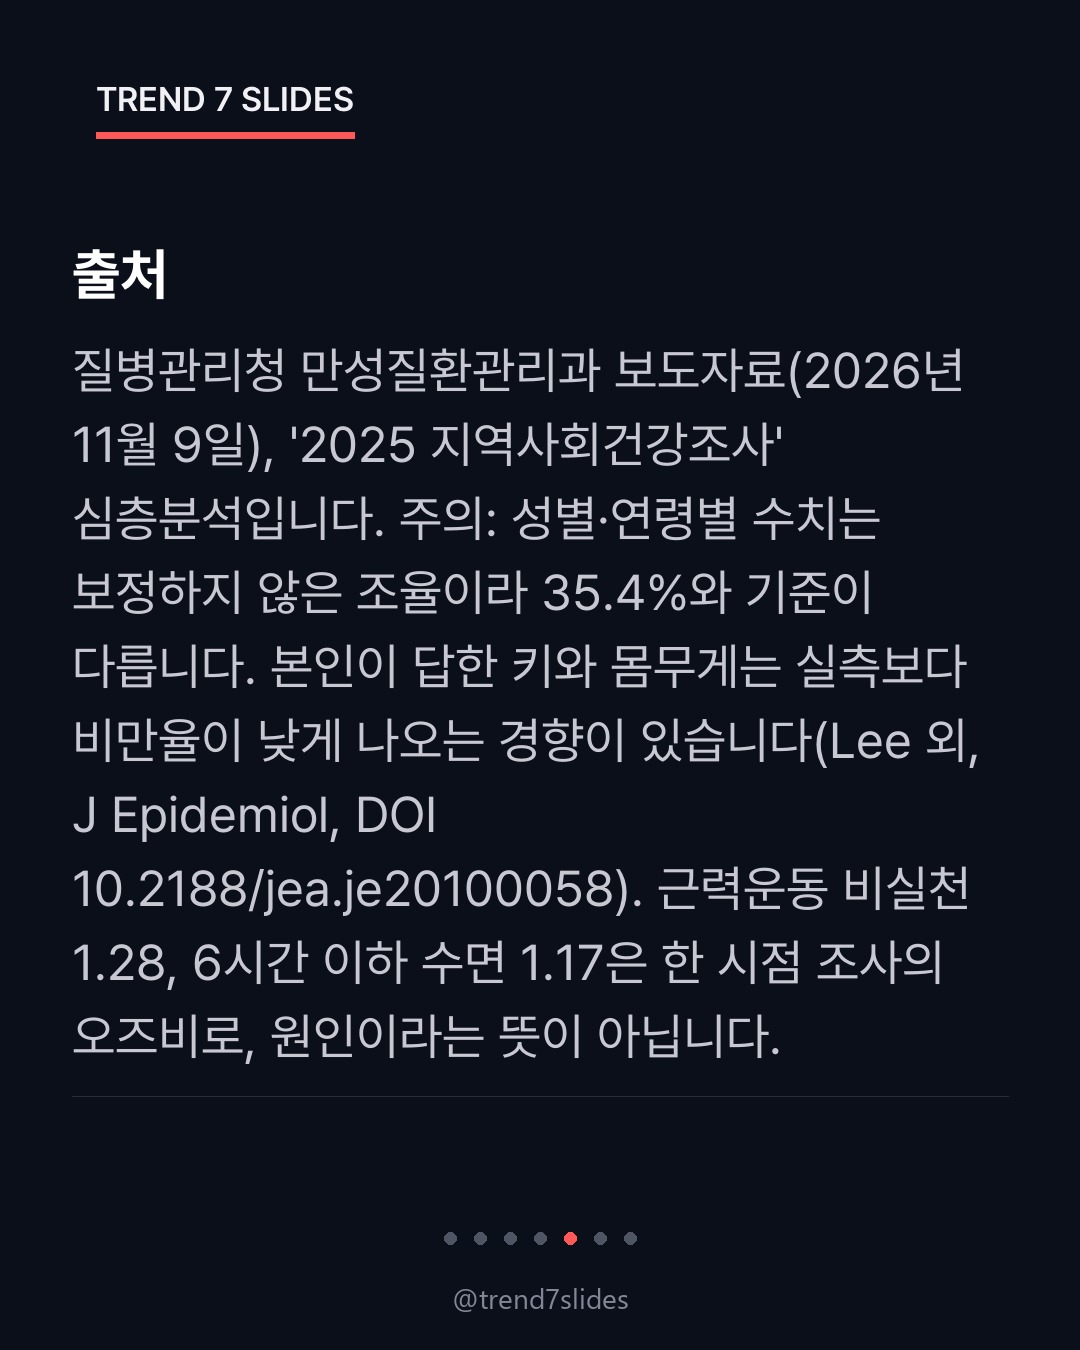 TREND 7 SLIDES
출처
질병관리청 만성질환관리과 보도자료(2026년
11월 9일), '2025 지역사회건강조사'
심층분석입니다. 주의: 성별·연령별 수치는
보정하지 않은 조율이라 35.4%와 기준이
다릅니다. 본인이 답한 키와 몸무게는 실측보다
비만율이 낮게 나오는 경향이 있습니다(Lee 외,
J Epidemiol, DOI
10.2188/jea.je20100058). 근력운동 비실천
1.28, 6시간 이하 수면 1.17은 한 시점 조사의
오즈비로, 원인이라는 뜻이 아닙니다.
@trend7slides